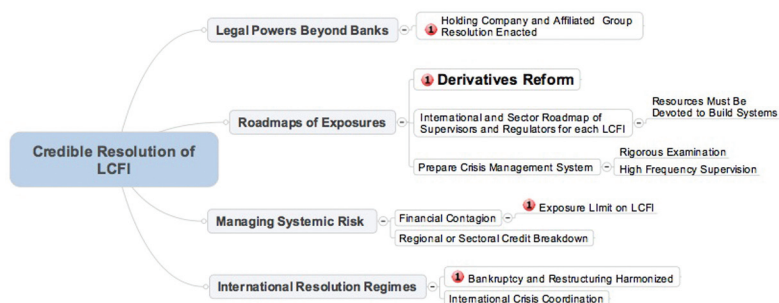 Credible Resolution of
LCFI
Legal Powers Beyond Banks
1 Holding Company and Affiliated Group
Resolution Enacted
Roadmaps of Exposures
1 Derivatives Reform
International and Sector Roadmap of
Supervisors and Regulators for each LCFI
Resources Must Be
Devoted to Build Systems
Prepare Crisis Management System
Rigorous Examination
High Frequency Supervision
Managing Systemic Risk
Financial Contagion
1 Exposure LImit on LCFI
Regional or Sectoral Credit Breakdown
International Resolution Regimes
1 Bankruptcy and Restructuring Harmonized
International Crisis Coordination